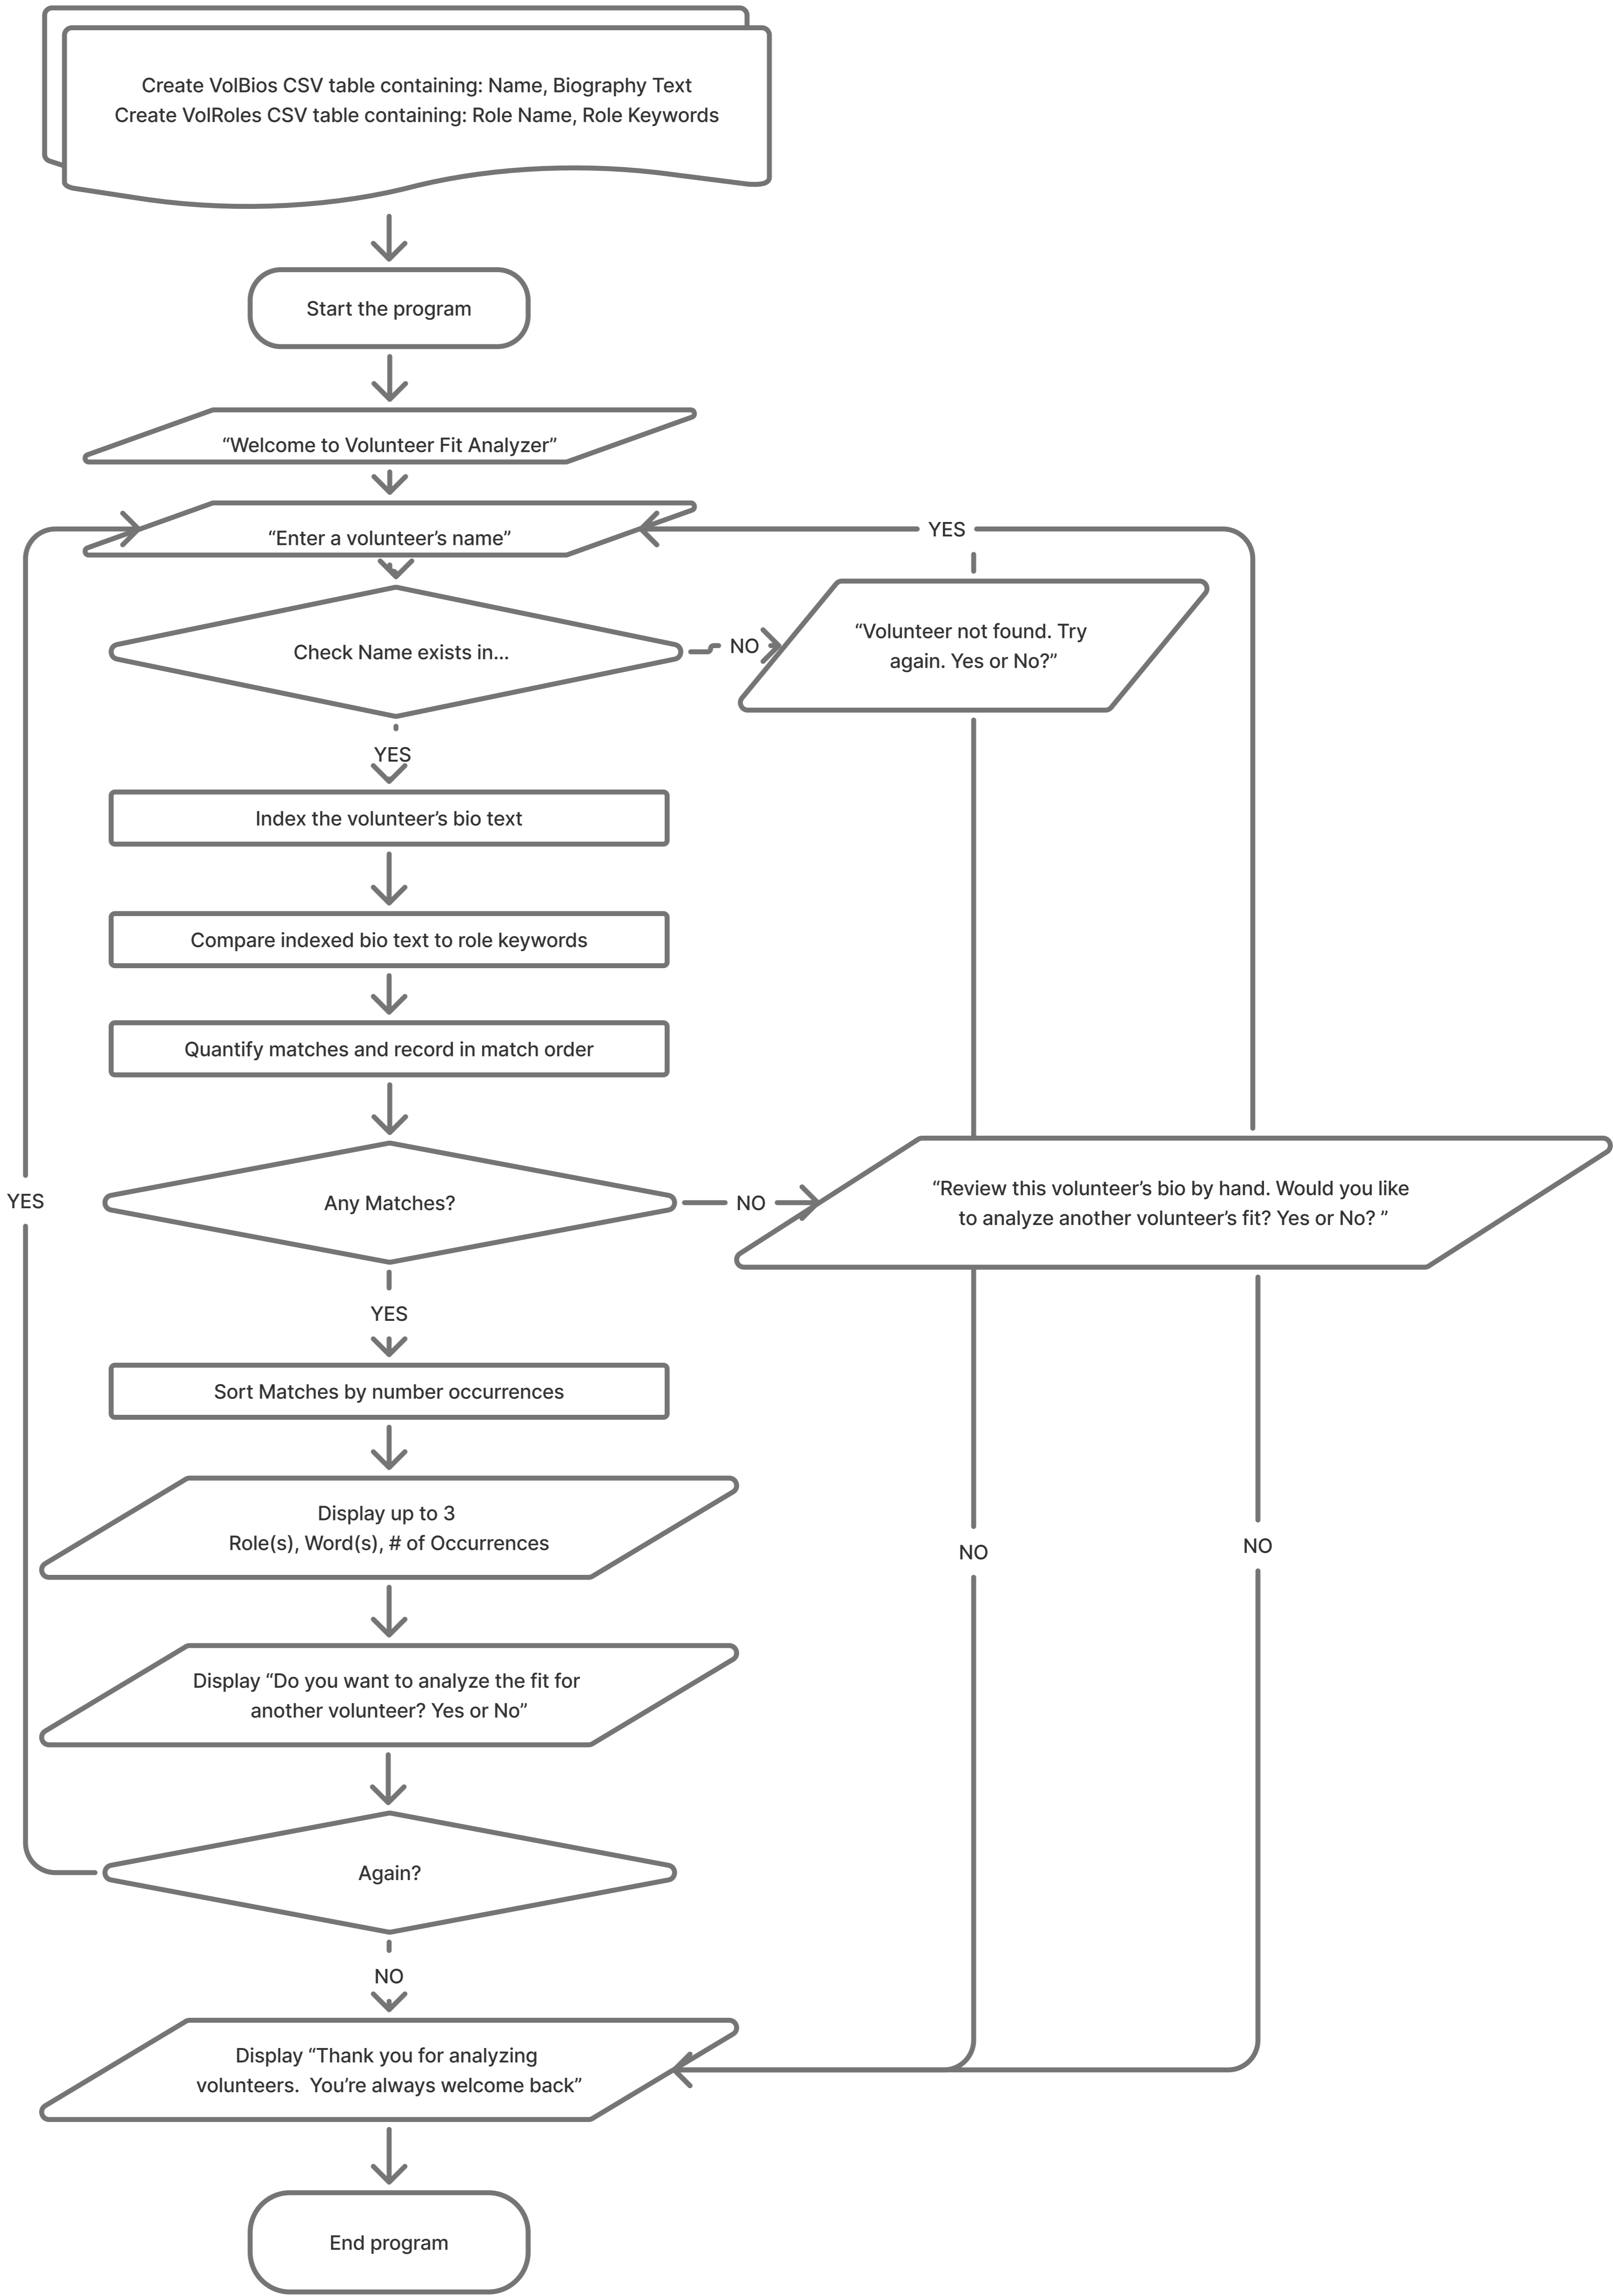 Create VolBios CSV table containing: Name, Biography Text
Create VolRoles CSV table containing: Role Name, Role Keywords
Start the program
“Welcome to Volunteer Fit Analyzer”
“Enter a volunteer’s name”
YES
Check Name exists in...
NO
“Volunteer not found. Try
again. Yes or No?”
YES
Index the volunteer’s bio text
Compare indexed bio text to role keywords
Quantify matches and record in match order
YES
Any Matches?
NO
“Review this volunteer’s bio by hand. Would you like
to analyze another volunteer’s fit? Yes or No? ”
YES
Sort Matches by number occurrences
Display up to 3
Role(s), Word(s), # of Occurrences
NO
NO
Display “Do you want to analyze the fit for
another volunteer? Yes or No”
Again?
NO
Display “Thank you for analyzing
volunteers.  You’re always welcome back”
End program